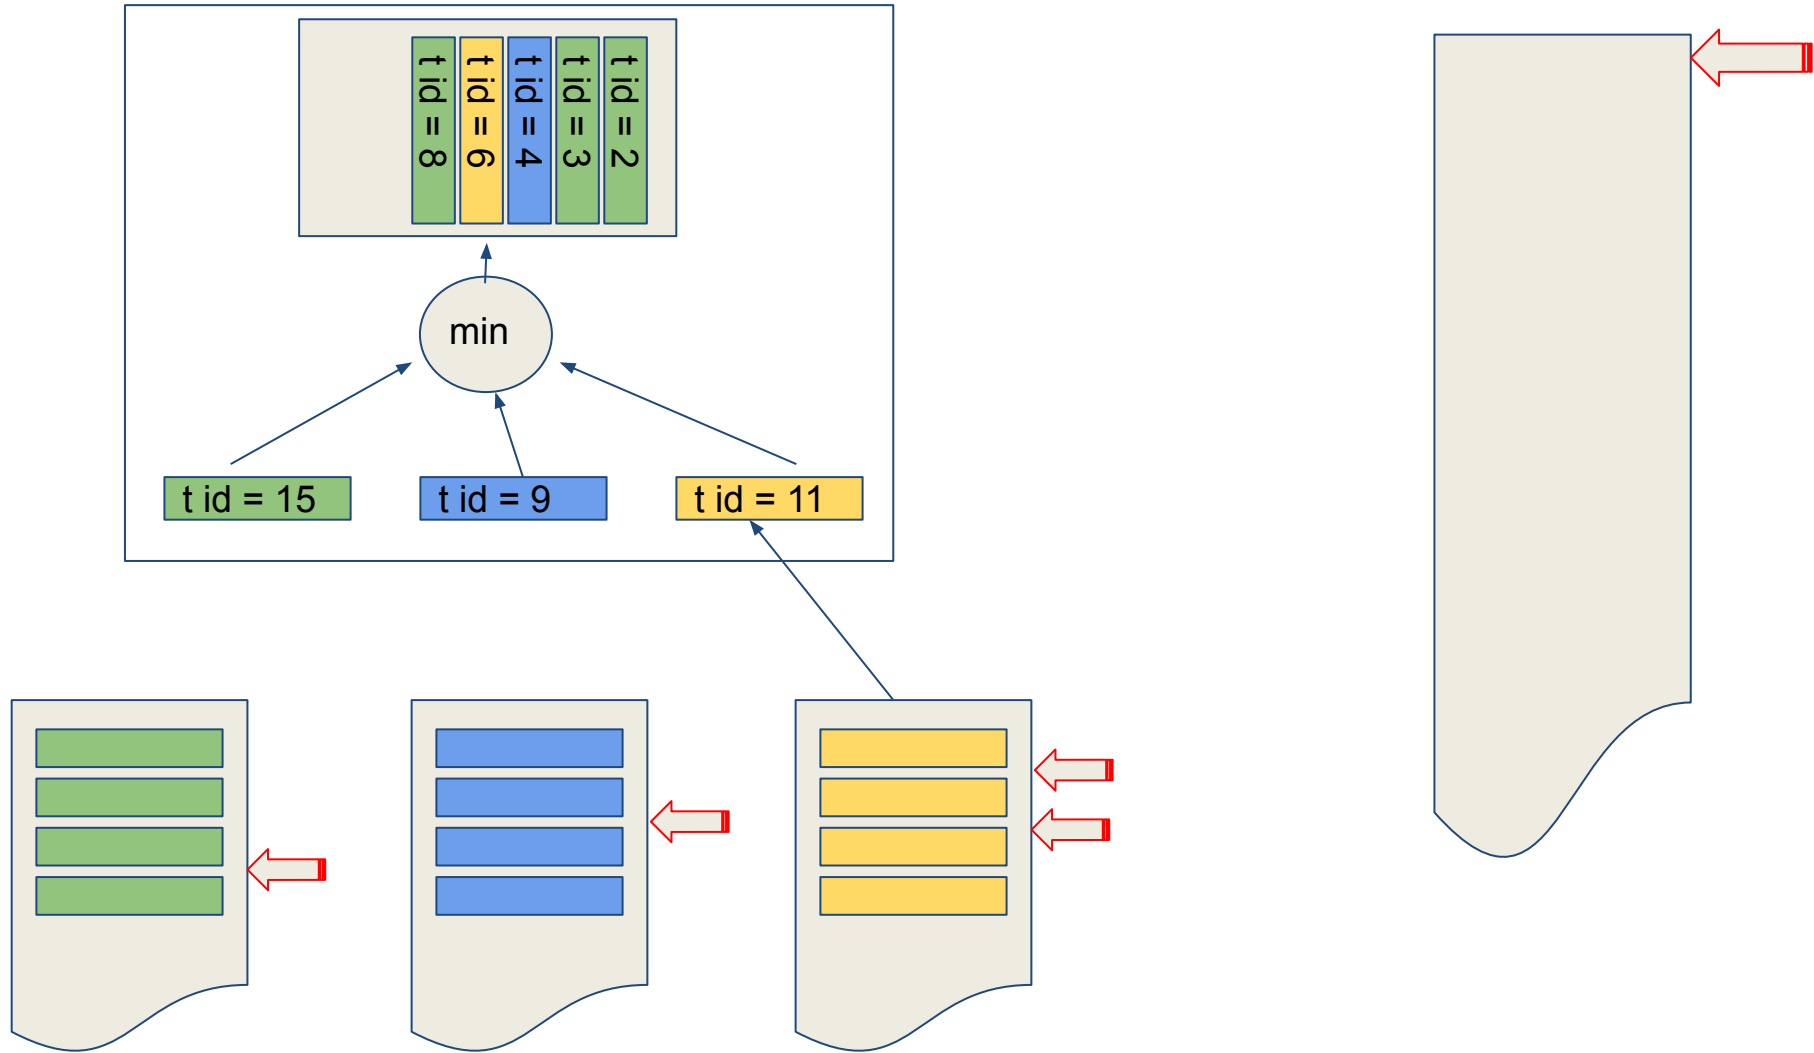 t id = 8
t id = 6
t id = 4
t id = 3
t id = 2
min
t id = 15
t id = 9
t id = 11